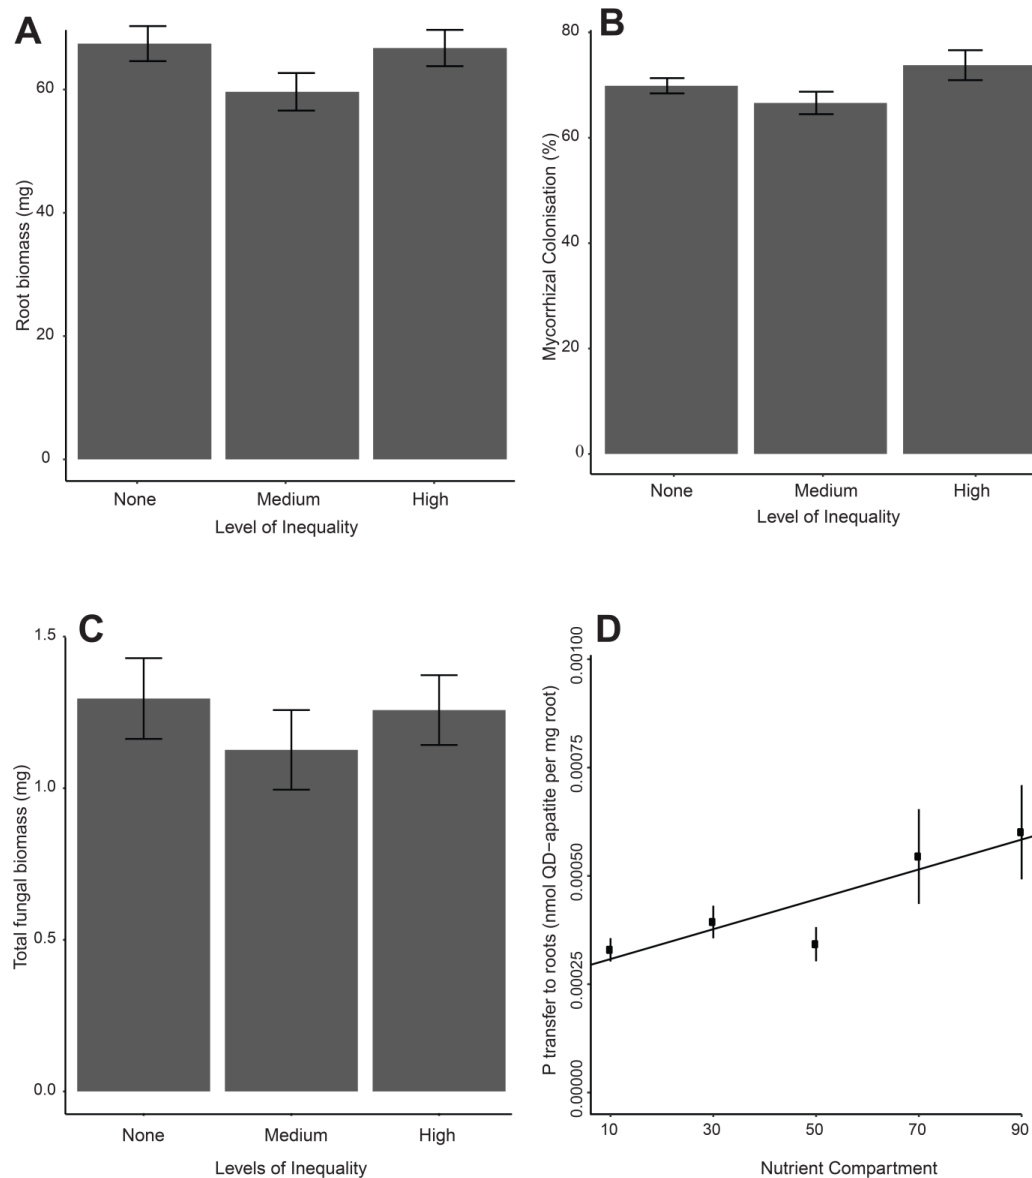 A
Root biomass (mg)
60
40
20
0
None Medium High
Level of Inequality
B
Mycorrhizal Colonisation (%)
80
60
40
20
0
None Medium High
Level of Inequality
C
Total fungal biomass (mg)
1.5
1.0
0.5
0.0
None Medium High
Levels of Inequality
D
P transfer to roots (nmol QD−apatite per mg root)
0.00100
0.00075
0.00050
0.00025
0.00000
10 30 50 70 90
Nutrient Compartment